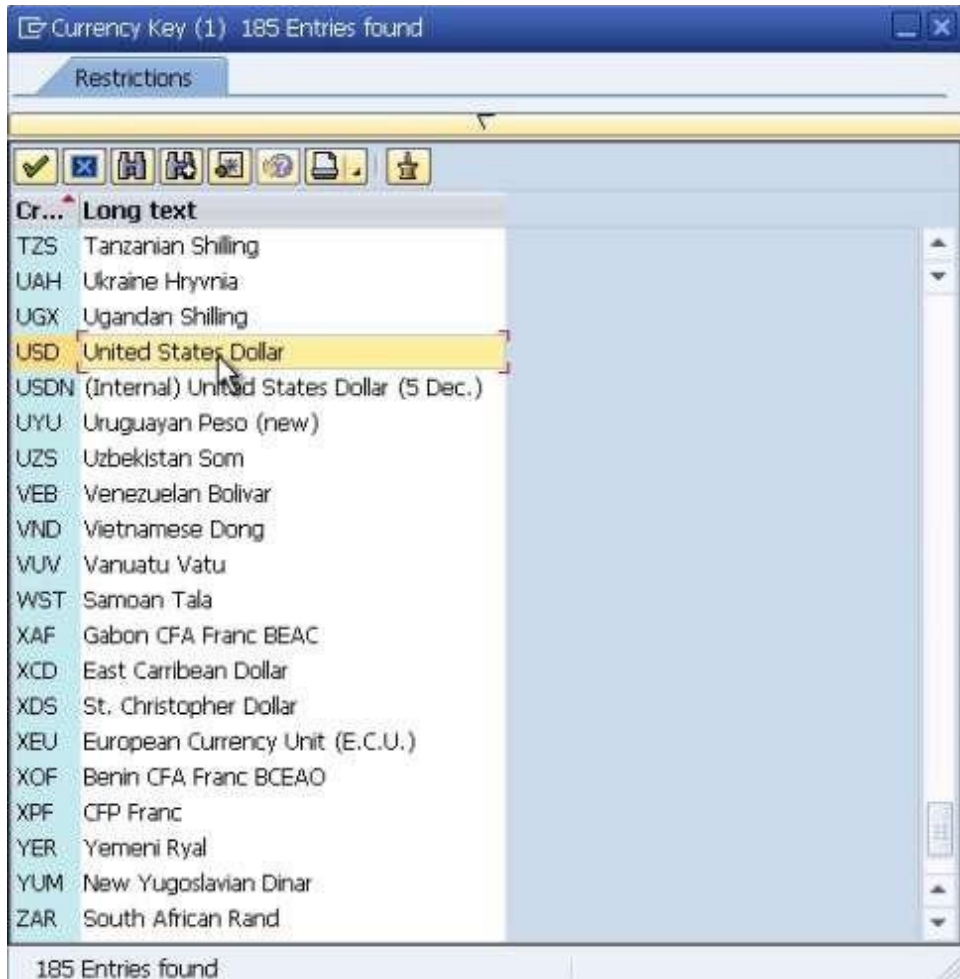 Currency Key (1) 185 Entries found
Restrictions
Cr... Long text
TZS Tanzanian Shilling
UAH Ukraine Hryvnia
UGX Ugandan Shilling
USD United States Dollar
USDN (Internal) United States Dollar (5 Dec.)
UYU Uruguayan Peso (new)
UZS Uzbekistan Som
VEB Venezuelan Bolivar
VND Vietnamese Dong
VUV Vanuatu Vatu
WST Samoan Tala
XAF Gabon CFA Franc BEAC
XCD East Carribean Dollar
XDS St. Christopher Dollar
XEU European Currency Unit (E.C.U.)
XOF Benin CFA Franc BCEAO
XPF CFP Franc
YER Yemeni Ryal
YUM New Yugoslavian Dinar
ZAR South African Rand
185 Entries found